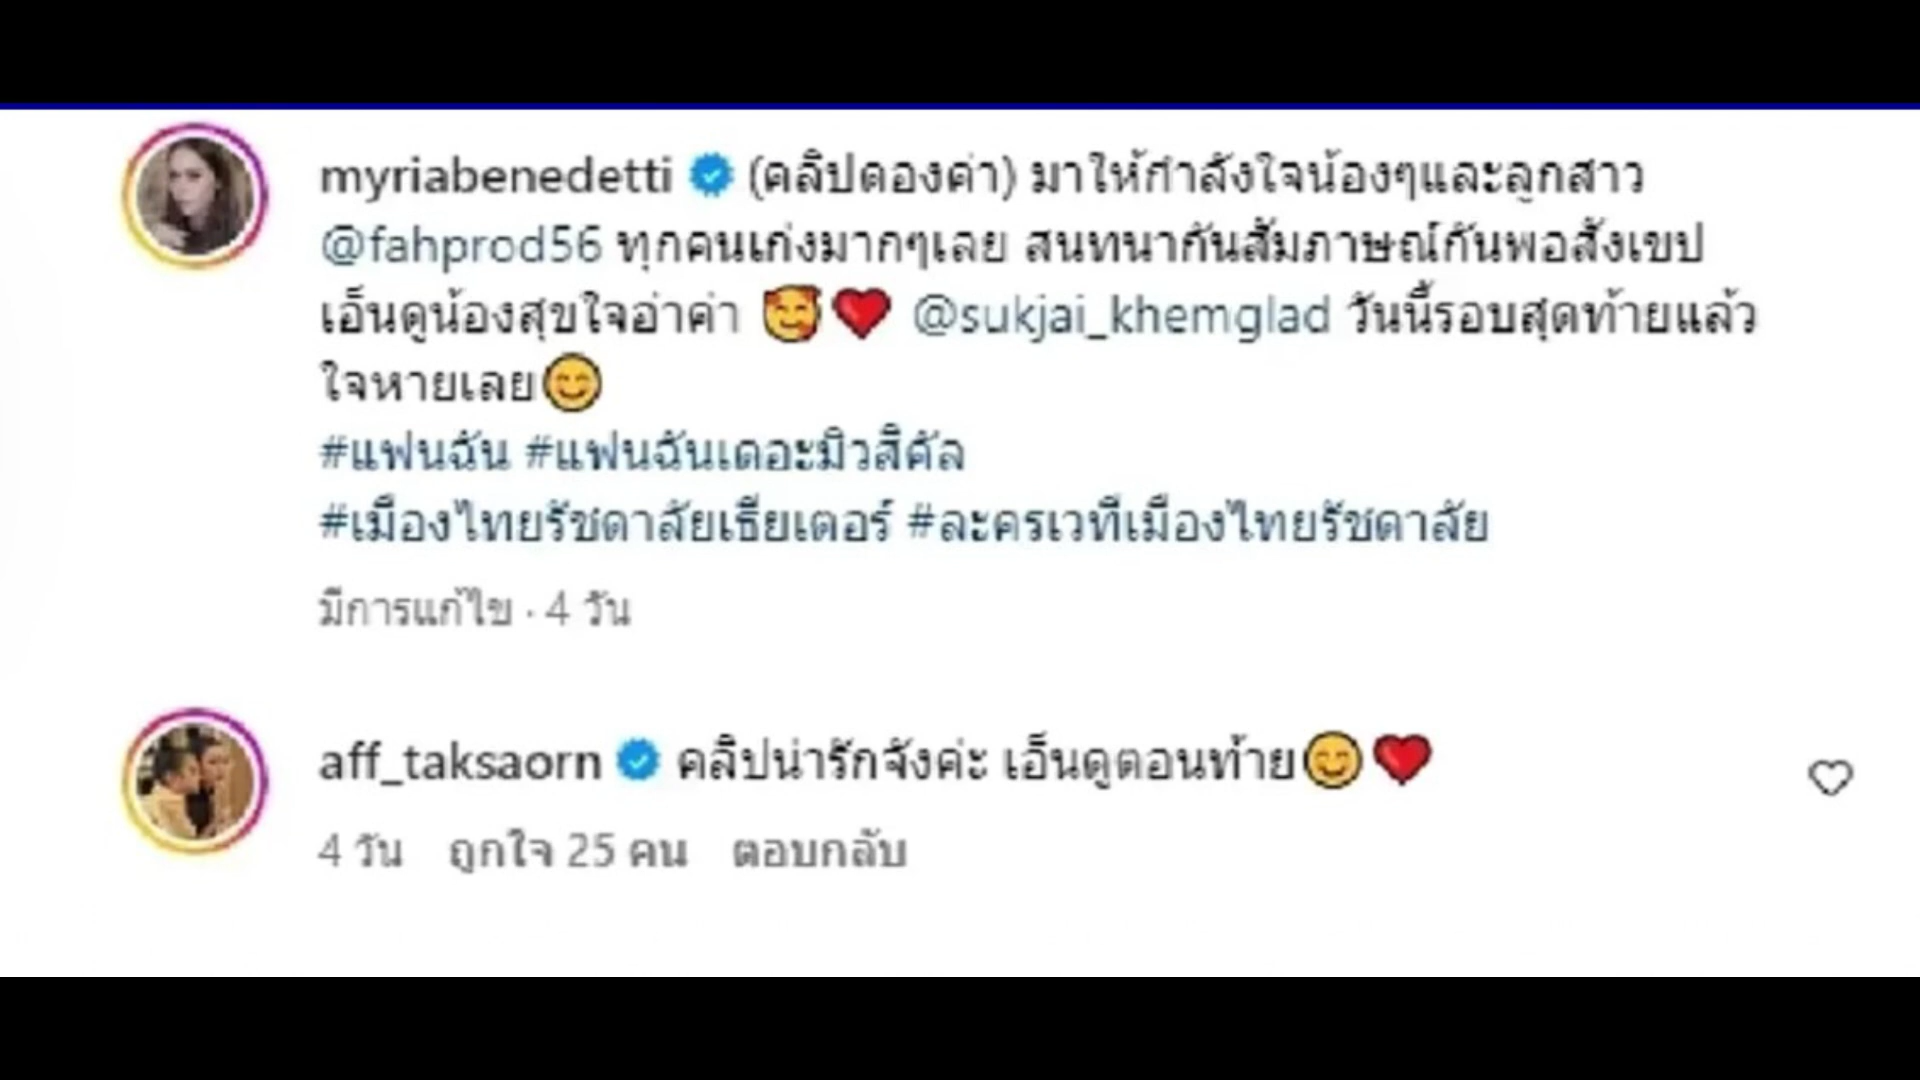 myriabenedetti (คลิปดองค่า) มาให้กำลังใจน้องๆและลูกสาว
@fahprod56 ทุกคนเก่งมากๆเลย สนทนากันสัมภาษณ์กันพอสังเขป
เอ็นดูน้องสุขใจอ่าค่า 🥰❤️ @sukjai_khemglad วันนี้รอบสุดท้ายแล้ว
ใจหายเลย😊
#แฟนฉัน #แฟนฉันเดอะมิวสิคัล
#เมืองไทยรัชดาลัยเธียเตอร์ #ละครเวทีเมืองไทยรัชดาลัย
มีการแก้ไข · 4 วัน
aff_taksaorn คลิปน่ารักจังค่ะ เอ็นดูตอนท้าย😊❤️
4 วัน ถูกใจ 25 คน ตอบกลับ